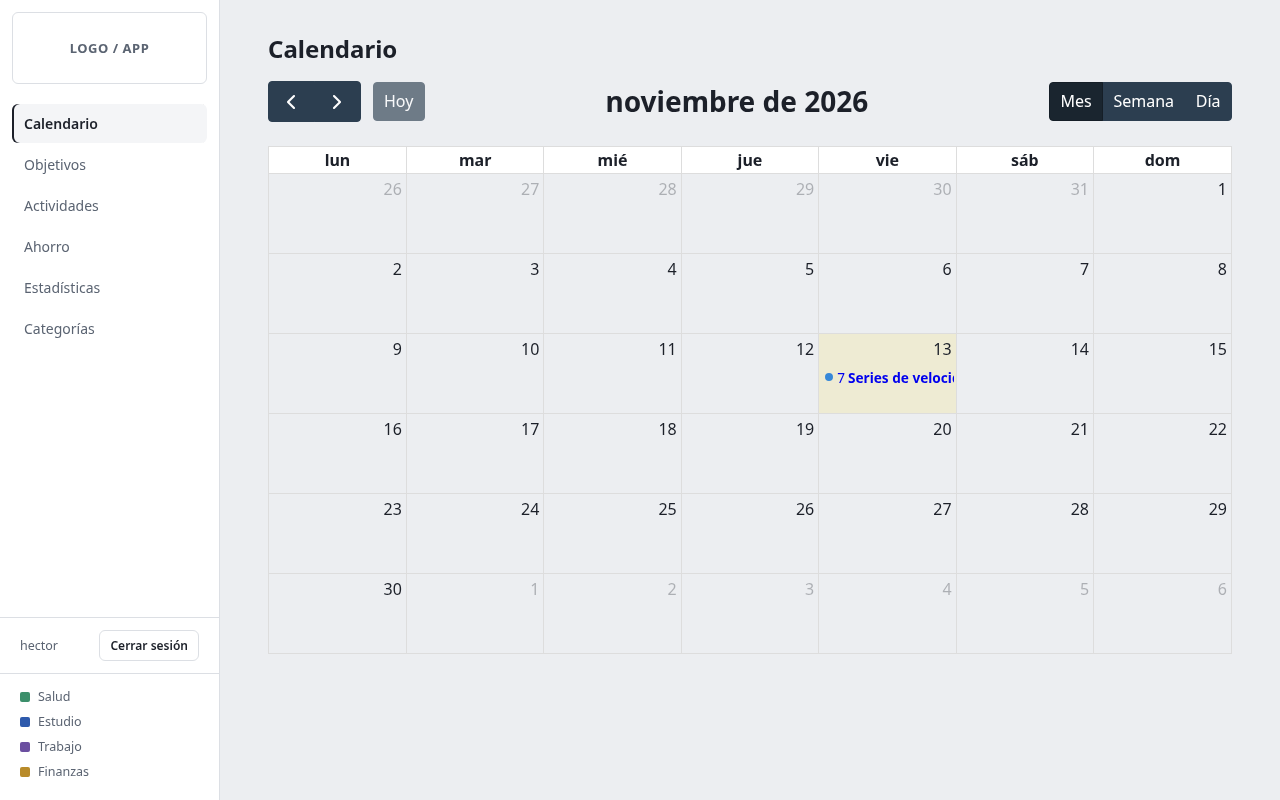 LOGO / APP
Calendario
Objetivos
Actividades
Ahorro
Estadísticas
Categorías
hector
Cerrar sesión
Salud
Estudio
Trabajo
Finanzas
Calendario
Hoy
noviembre de 2026
Mes Semana Día
lun mar mié jue vie sáb dom
26 27 28 29 30 31 1
2 3 4 5 6 7 8
9 10 11 12 13 14 15
7 Series de veloci
16 17 18 19 20 21 22
23 24 25 26 27 28 29
30 1 2 3 4 5 6